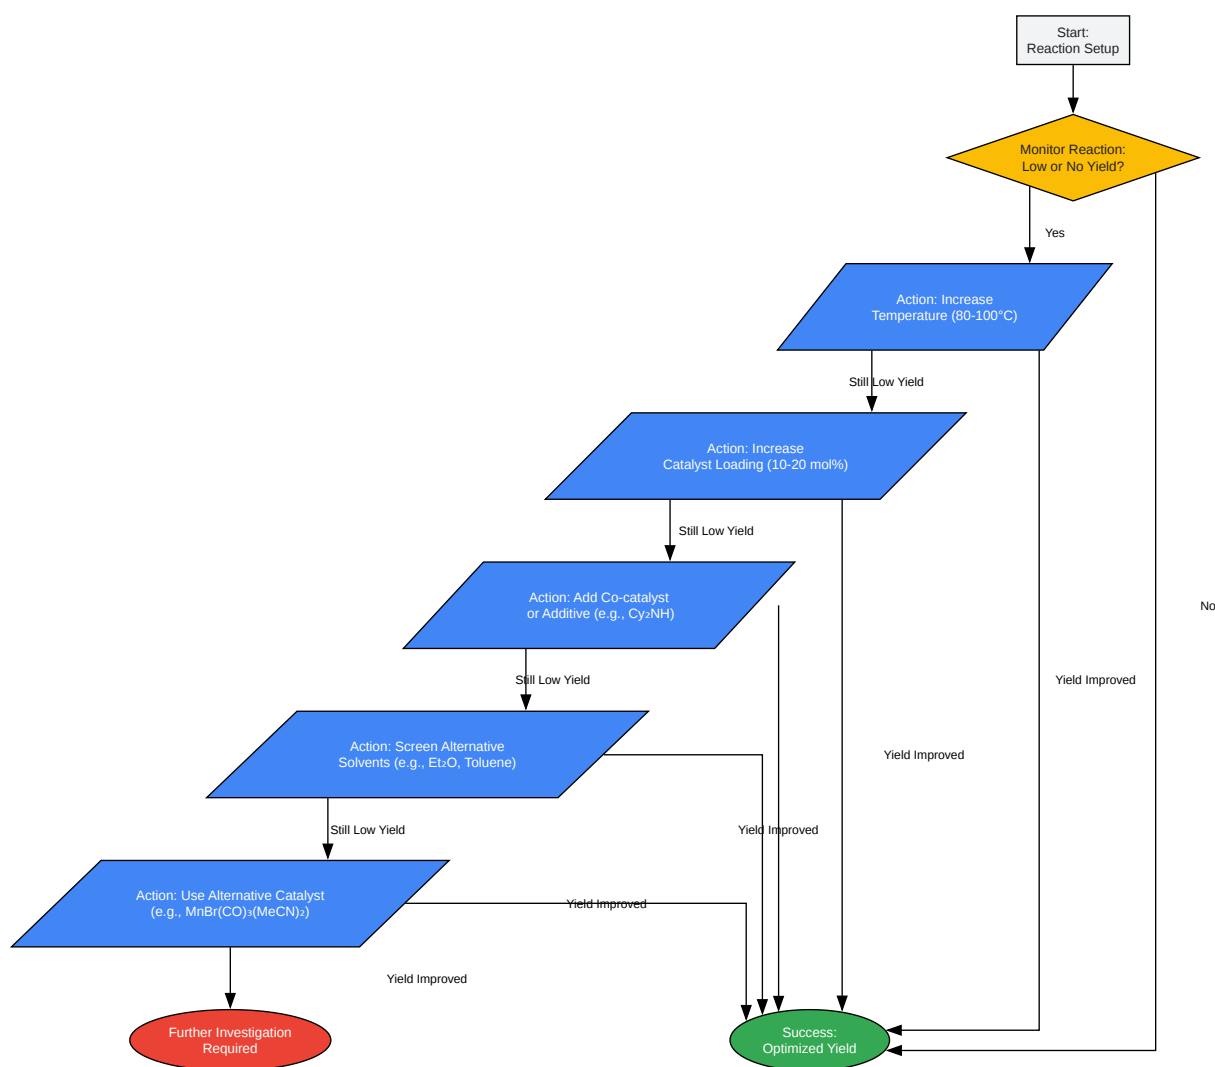 Start:
Reaction Setup
Monitor Reaction:
Low or No Yield?
Yes
Action: Increase
Temperature (80-100°C)
Still Low Yield
Action: Increase
Catalyst Loading (10-20 mol%)
Still Low Yield
Action: Add Co-catalyst
or Additive (e.g., Cy₂NH)
No
Still Low Yield
Yield Improved
Action: Screen Alternative
Solvents (e.g., Et₂O, Toluene)
Yield Improved
Still Low Yield
Yield Improved
Action: Use Alternative Catalyst
(e.g., MnBr(CO)₃(MeCN)₂)
Yield Improved
Yield Improved
Further Investigation
Required
Success:
Optimized Yield